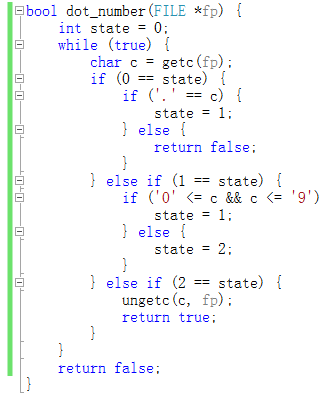 bool dot_number(FILE *fp) {
    int state = 0;
    while (true) {
        char c = getc(fp);
        if (0 == state) {
            if ('.' == c) {
                state = 1;
            } else {
                return false;
            }
        } else if (1 == state) {
            if ('0' <= c && c <= '9')
                state = 1;
            } else {
                state = 2;
            }
        } else if (2 == state) {
            ungetc(c, fp);
            return true;
        }
    }
    return false;
}